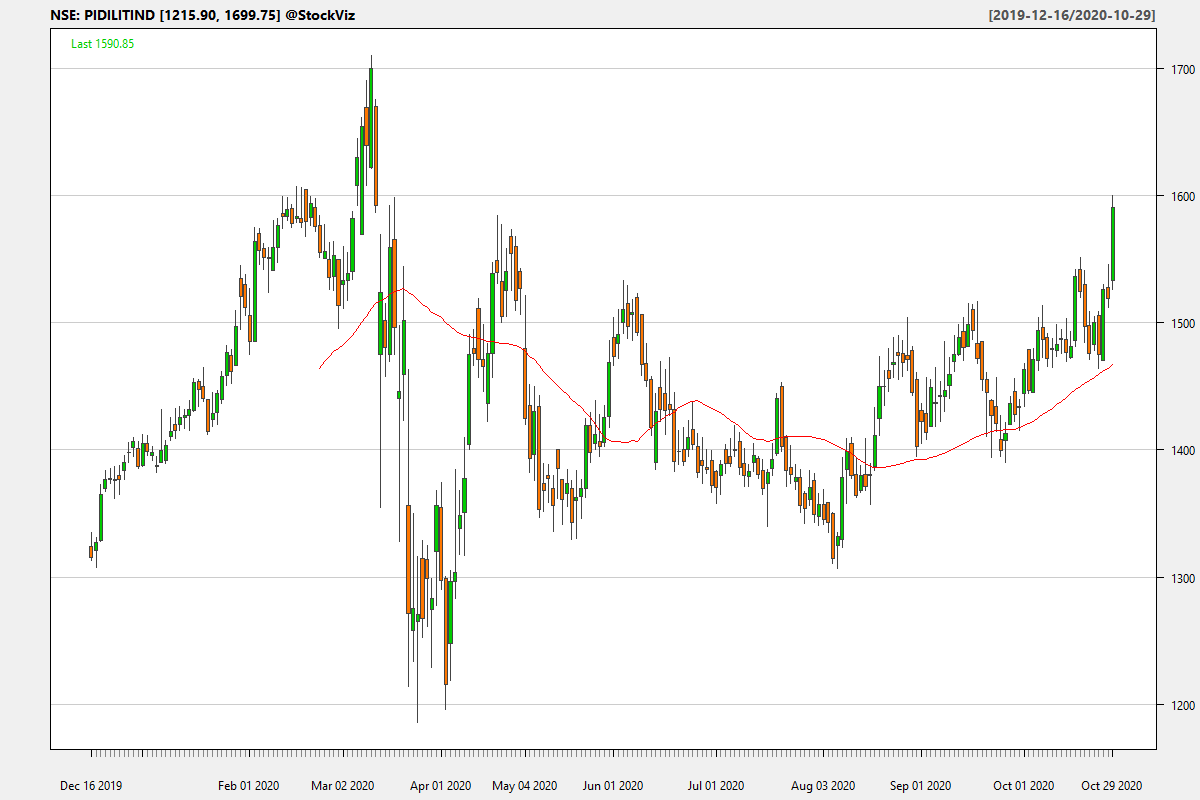 NSE: PIDILITIND [1215.90, 1699.75] @StockViz [2019-12-16/2020-10-29]
Last 1590.85
1700
1600
1500
1400
1300
1200
Dec 16 2019 Feb 01 2020 Mar 02 2020 Apr 01 2020 May 04 2020 Jun 01 2020 Jul 01 2020 Aug 03 2020 Sep 01 2020 Oct 01 2020 Oct 29 2020